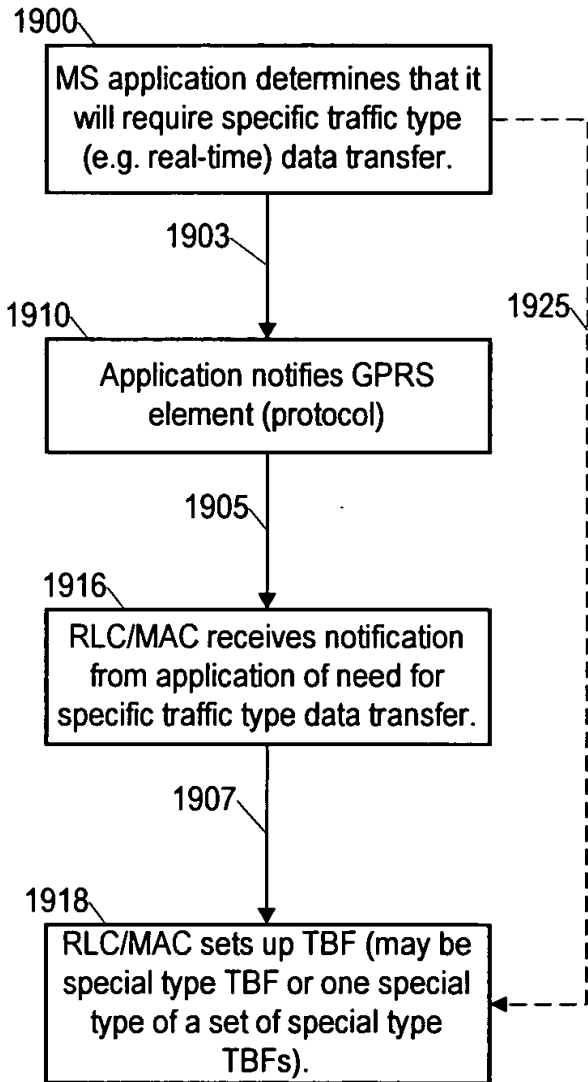 1900
MS application determines that it
will require specific traffic type
(e.g. real-time) data transfer.
1903
1925
1910
Application notifies GPRS
element (protocol)
1905
1916
RLC/MAC receives notification
from application of need for
specific traffic type data transfer.
1907
1918
RLC/MAC sets up TBF (may be
special type TBF or one special
type of a set of special type
TBFs).